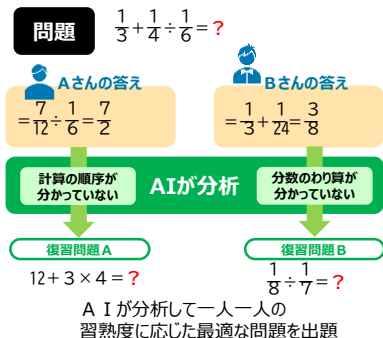 問題 1/3+1/4÷1/6=?
Aさんの答え
=7/12÷1/6=7/2
Bさんの答え
=1/3+1/24=3/8
計算の順序が
分かっていない
AIが分析
分数のわり算が
分かっていない
復習問題A
12+3×4=?
復習問題B
1/8÷1/7=?
AIが分析して一人一人の
習熟度に応じた最適な問題を出題